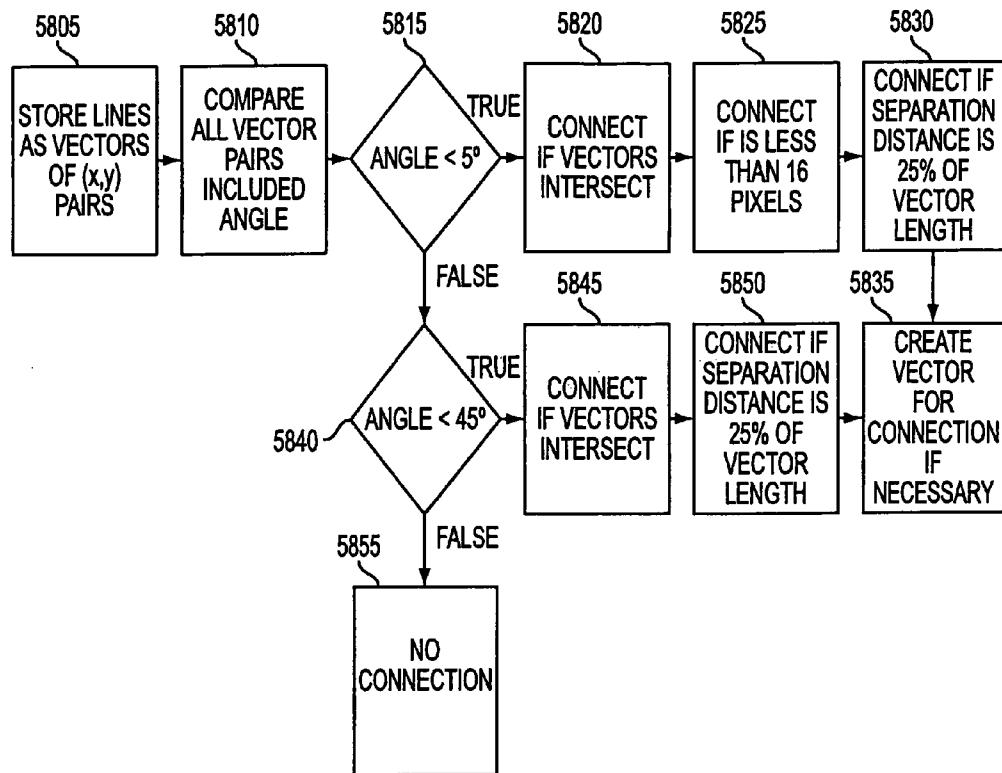 5805
STORE LINES
AS VECTORS
OF (x,y)
PAIRS
5810
COMPARE
ALL VECTOR
PAIRS
INCLUDED
ANGLE
5815
ANGLE < 5º
TRUE
FALSE
5820
CONNECT
IF VECTORS
INTERSECT
5825
CONNECT
IF IS LESS
THAN 16
PIXELS
5830
CONNECT IF
SEPARATION
DISTANCE IS
25% OF
VECTOR
LENGTH
5840
ANGLE < 45º
TRUE
FALSE
5845
CONNECT
IF VECTORS
INTERSECT
5850
CONNECT IF
SEPARATION
DISTANCE IS
25% OF
VECTOR
LENGTH
5835
CREATE
VECTOR
FOR
CONNECTION
IF
NECESSARY
5855
NO
CONNECTION